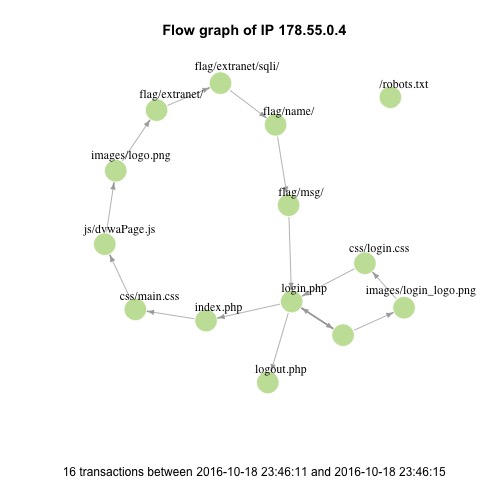 Flow graph of IP 178.55.0.4
flag/extranet/sqli/
/robots.txt
flag/extranet/
flag/name/
images/logo.png
flag/msg/
js/dvwaPage.js
css/login.css
login.php
images/login_logo.png
css/main.css
index.php
logout.php
16 transactions between 2016-10-18 23:46:11 and 2016-10-18 23:46:15